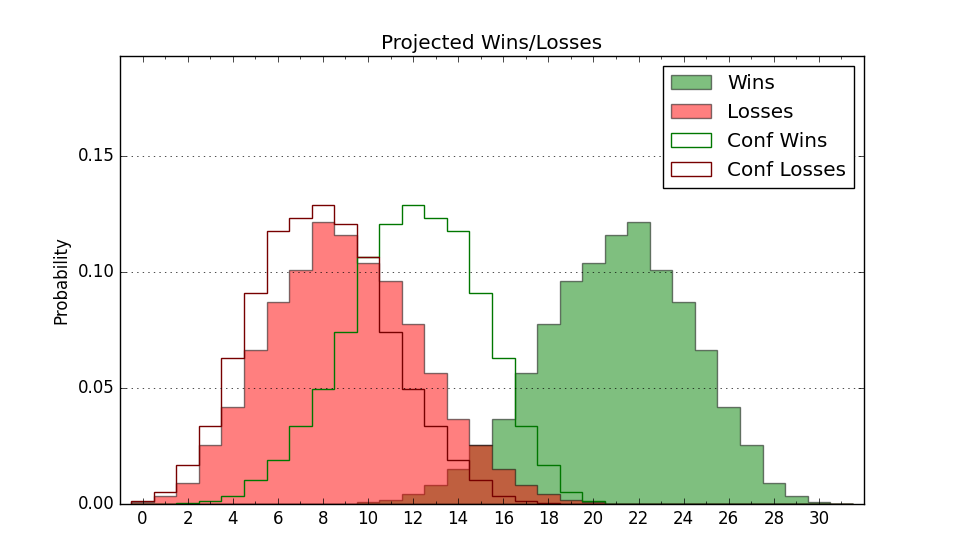 Projected Wins/Losses
Wins
Losses
Conf Wins
Conf Losses
Probability
0.15
0.10
0.05
0.00
0 2 4 6 8 10 12 14 16 18 20 22 24 26 28 30